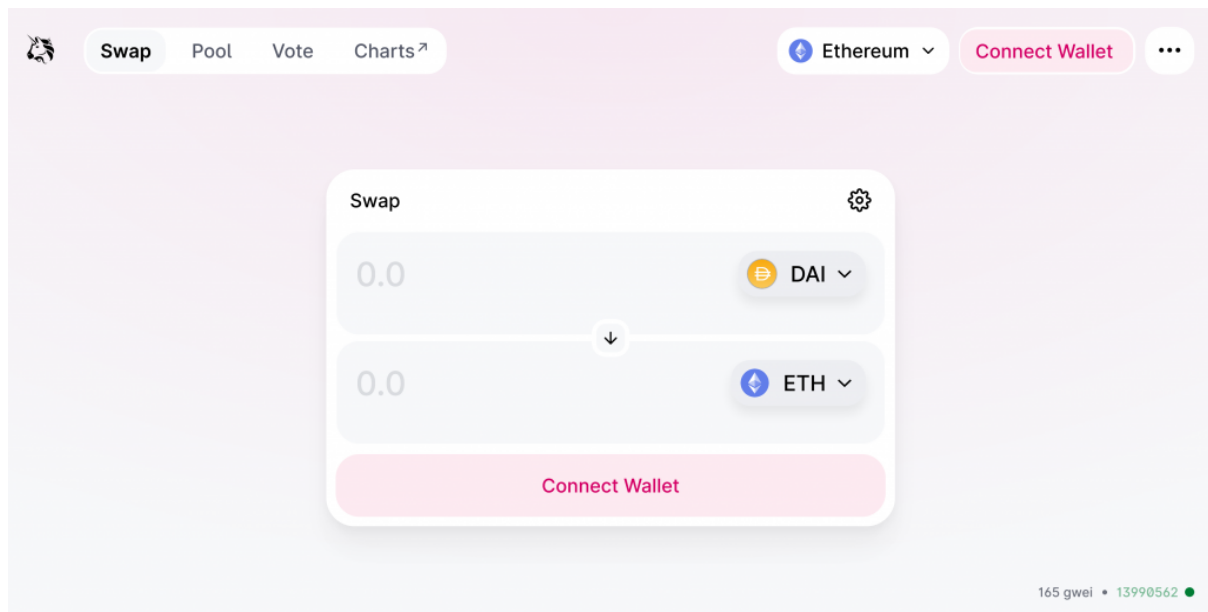 Swap Pool Vote Charts↗ Ethereum Connect Wallet ...
Swap
0.0 DAI
0.0 ETH
Connect Wallet
165 gwei • 13990562